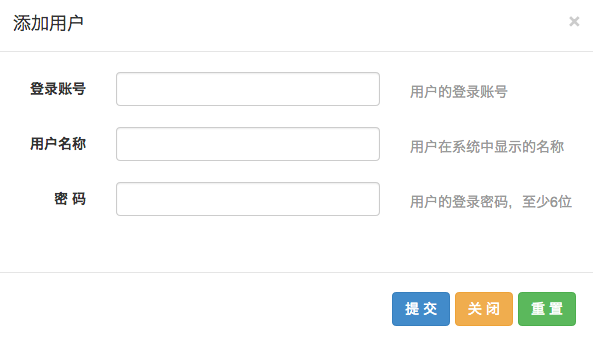 添加用户 ×
登录账号 用户的登录账号
用户名称 用户在系统中显示的名称
密 码 用户的登录密码，至少6位
提 交 关 闭 重 置